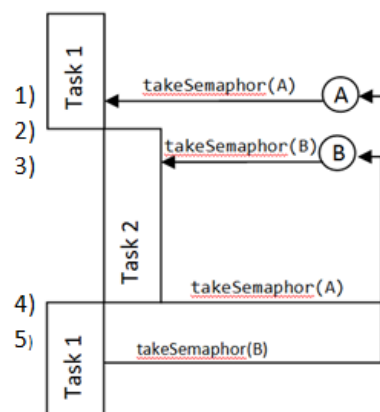 Task 1
1)
takeSemaphor(A)
A
2)
takeSemaphor(B)
B
3)
Task 2
takeSemaphor(A)
4)
5)
takeSemaphor(B)
Task 1